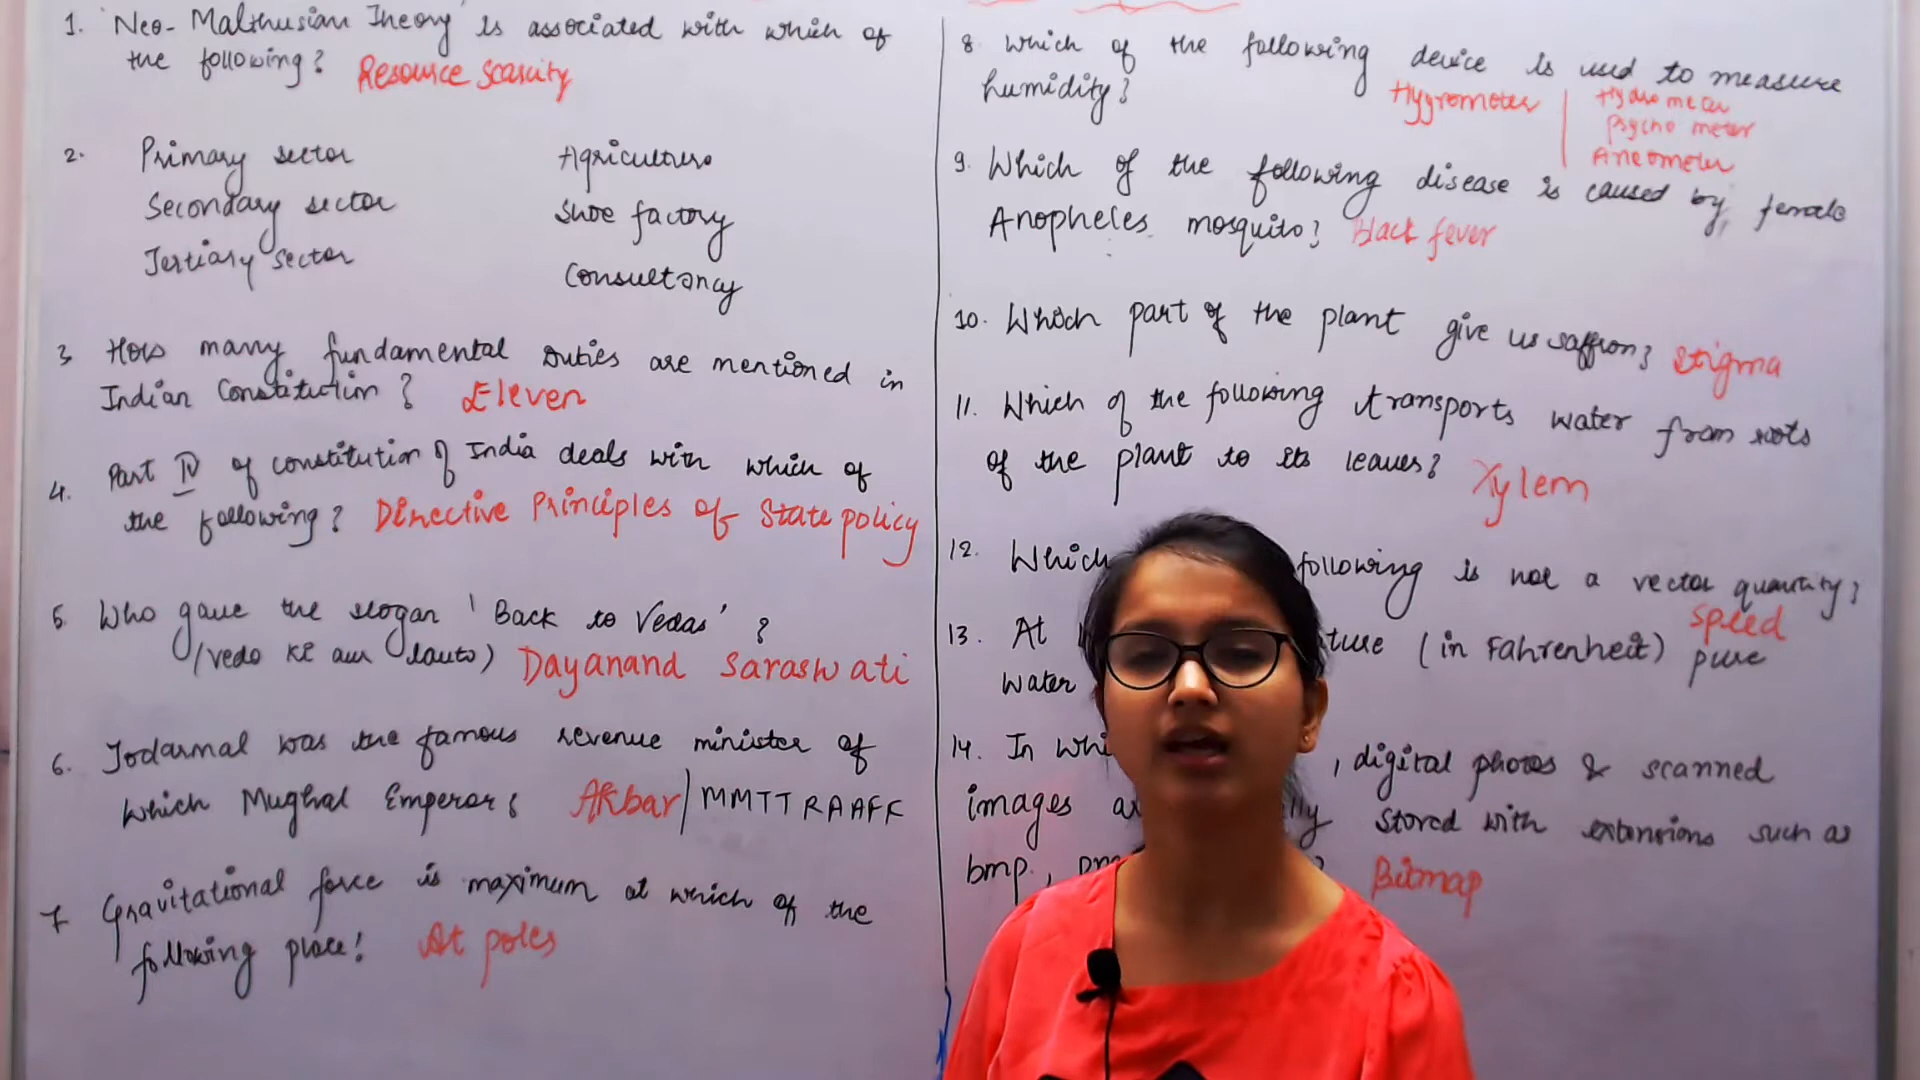 1. 'Neo-Malthusian Theory' is associated with which of
the following? Resource Scarcity
2. Primary sector Agriculture
Secondary sector Shoe factory
Tertiary sector Consultancy
3 How many fundamental Duties are mentioned in
Indian Constitution? Eleven
4. Part IV of constitution of India deals with which of
the following? Directive Principles of State policy
5. Who gave the slogan 'Back to Vedas'?
(vedo ki aur lauto) Dayanand Saraswati
6. Todarmal was the famous revenue minister of
which Mughal Emperor? Akbar/MMTTRAAFK
7 Gravitational force is maximum at which of the
following place! At poles
8 Which of the following device is used to measure
humidity? Hygrometer
Hydrometer
Psycho meter
Aneometer
9. Which of the following disease is caused by female
Anopheles mosquito? Black fever
10. Which part of the plant give us saffron? Stigma
11. Which of the following transports water from roots
of the plant to its leaves? Xylem
12. Which following is not a vector quantity?
speed
13. At (in Fahrenheit) pure
water
14. In , digital photos & scanned
images stored with extensions such as
bmp, Bitmap